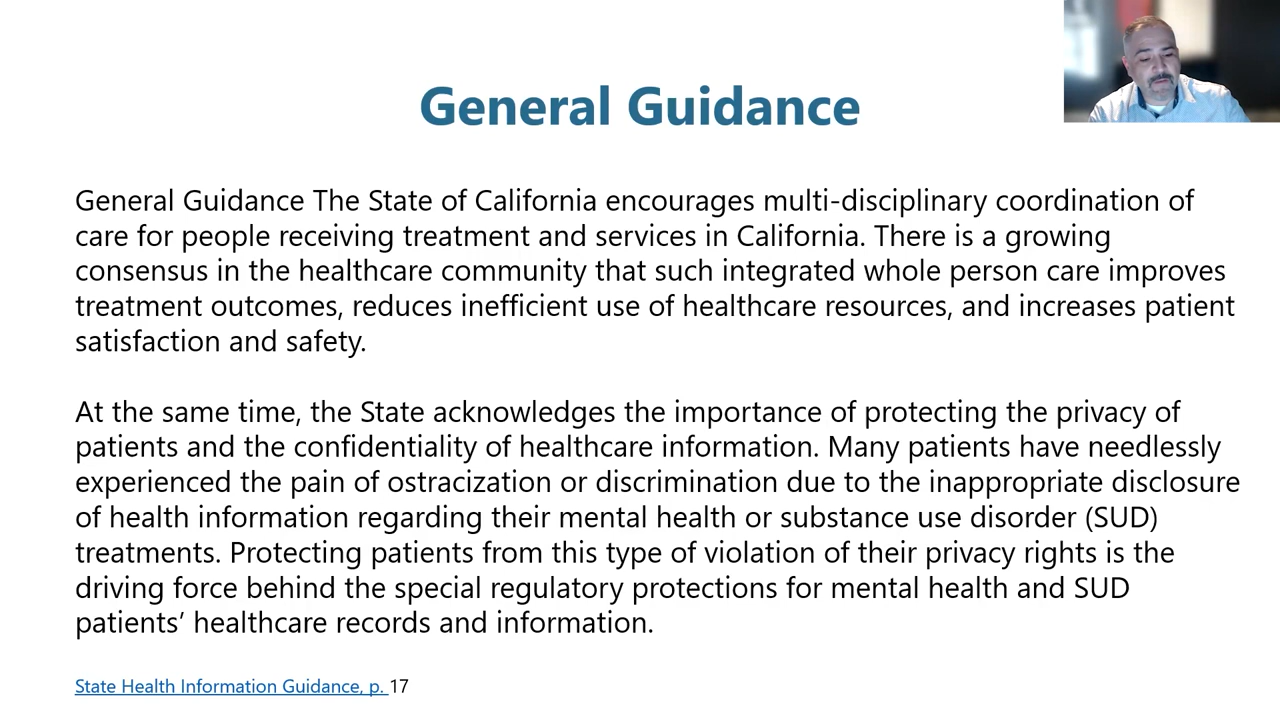 General Guidance
General Guidance The State of California encourages multi-disciplinary coordination of
care for people receiving treatment and services in California. There is a growing
consensus in the healthcare community that such integrated whole person care improves
treatment outcomes, reduces inefficient use of healthcare resources, and increases patient
satisfaction and safety.
At the same time, the State acknowledges the importance of protecting the privacy of
patients and the confidentiality of healthcare information. Many patients have needlessly
experienced the pain of ostracization or discrimination due to the inappropriate disclosure
of health information regarding their mental health or substance use disorder (SUD)
treatments. Protecting patients from this type of violation of their privacy rights is the
driving force behind the special regulatory protections for mental health and SUD
patients’ healthcare records and information.
State Health Information Guidance, p. 17